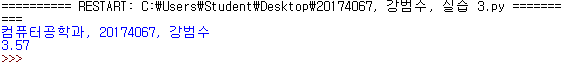 ========== RESTART: C:\Users\Student\Desktop\20174067, 강범수, 실습 3.py =======
===
컴퓨터공학과, 20174067, 강범수
3.57
>>>